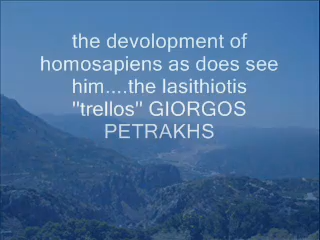 the devolopment of
homosapiens as does see
him....the lasithiotis
"trellos" GIORGOS
PETRAKHS